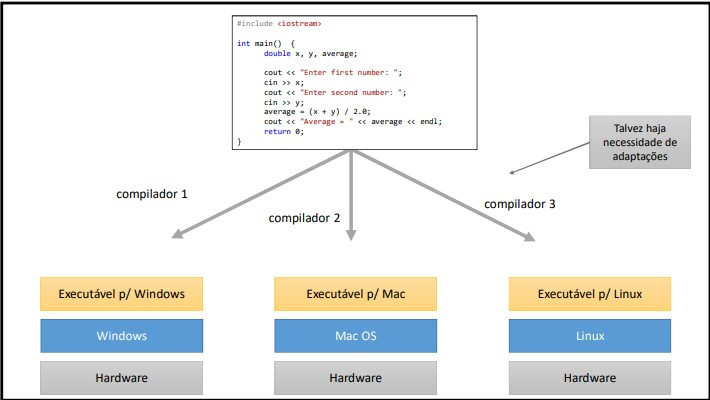 #include <iostream>
int main() {
double x, y, average;
cout << "Enter first number: ";
cin >> x;
cout << "Enter second number: ";
cin >> y;
average = (x + y) / 2.0;
cout << "Average = " << average << endl;
return 0;
}
Talvez haja
necessidade de
adaptações
compilador 1
compilador 2
compilador 3
Executável p/ Windows
Executável p/ Mac
Executável p/ Linux
Windows
Mac OS
Linux
Hardware
Hardware
Hardware